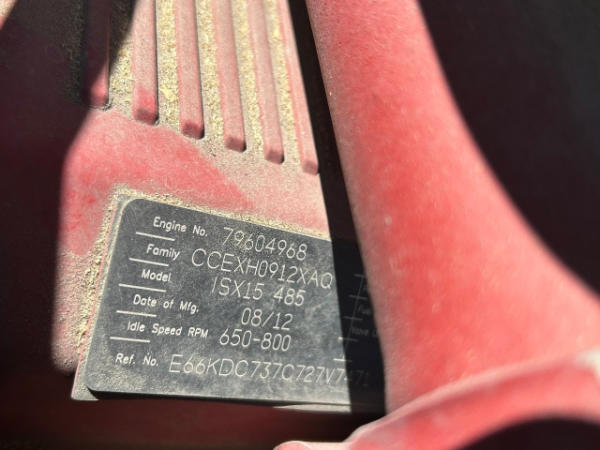 Engine No. 79604968
Family CCEXH0912XAQ
Model ISX15 485
Date of Mfg. 08/12
Idle Speed RPM 650-800
Ref. No.